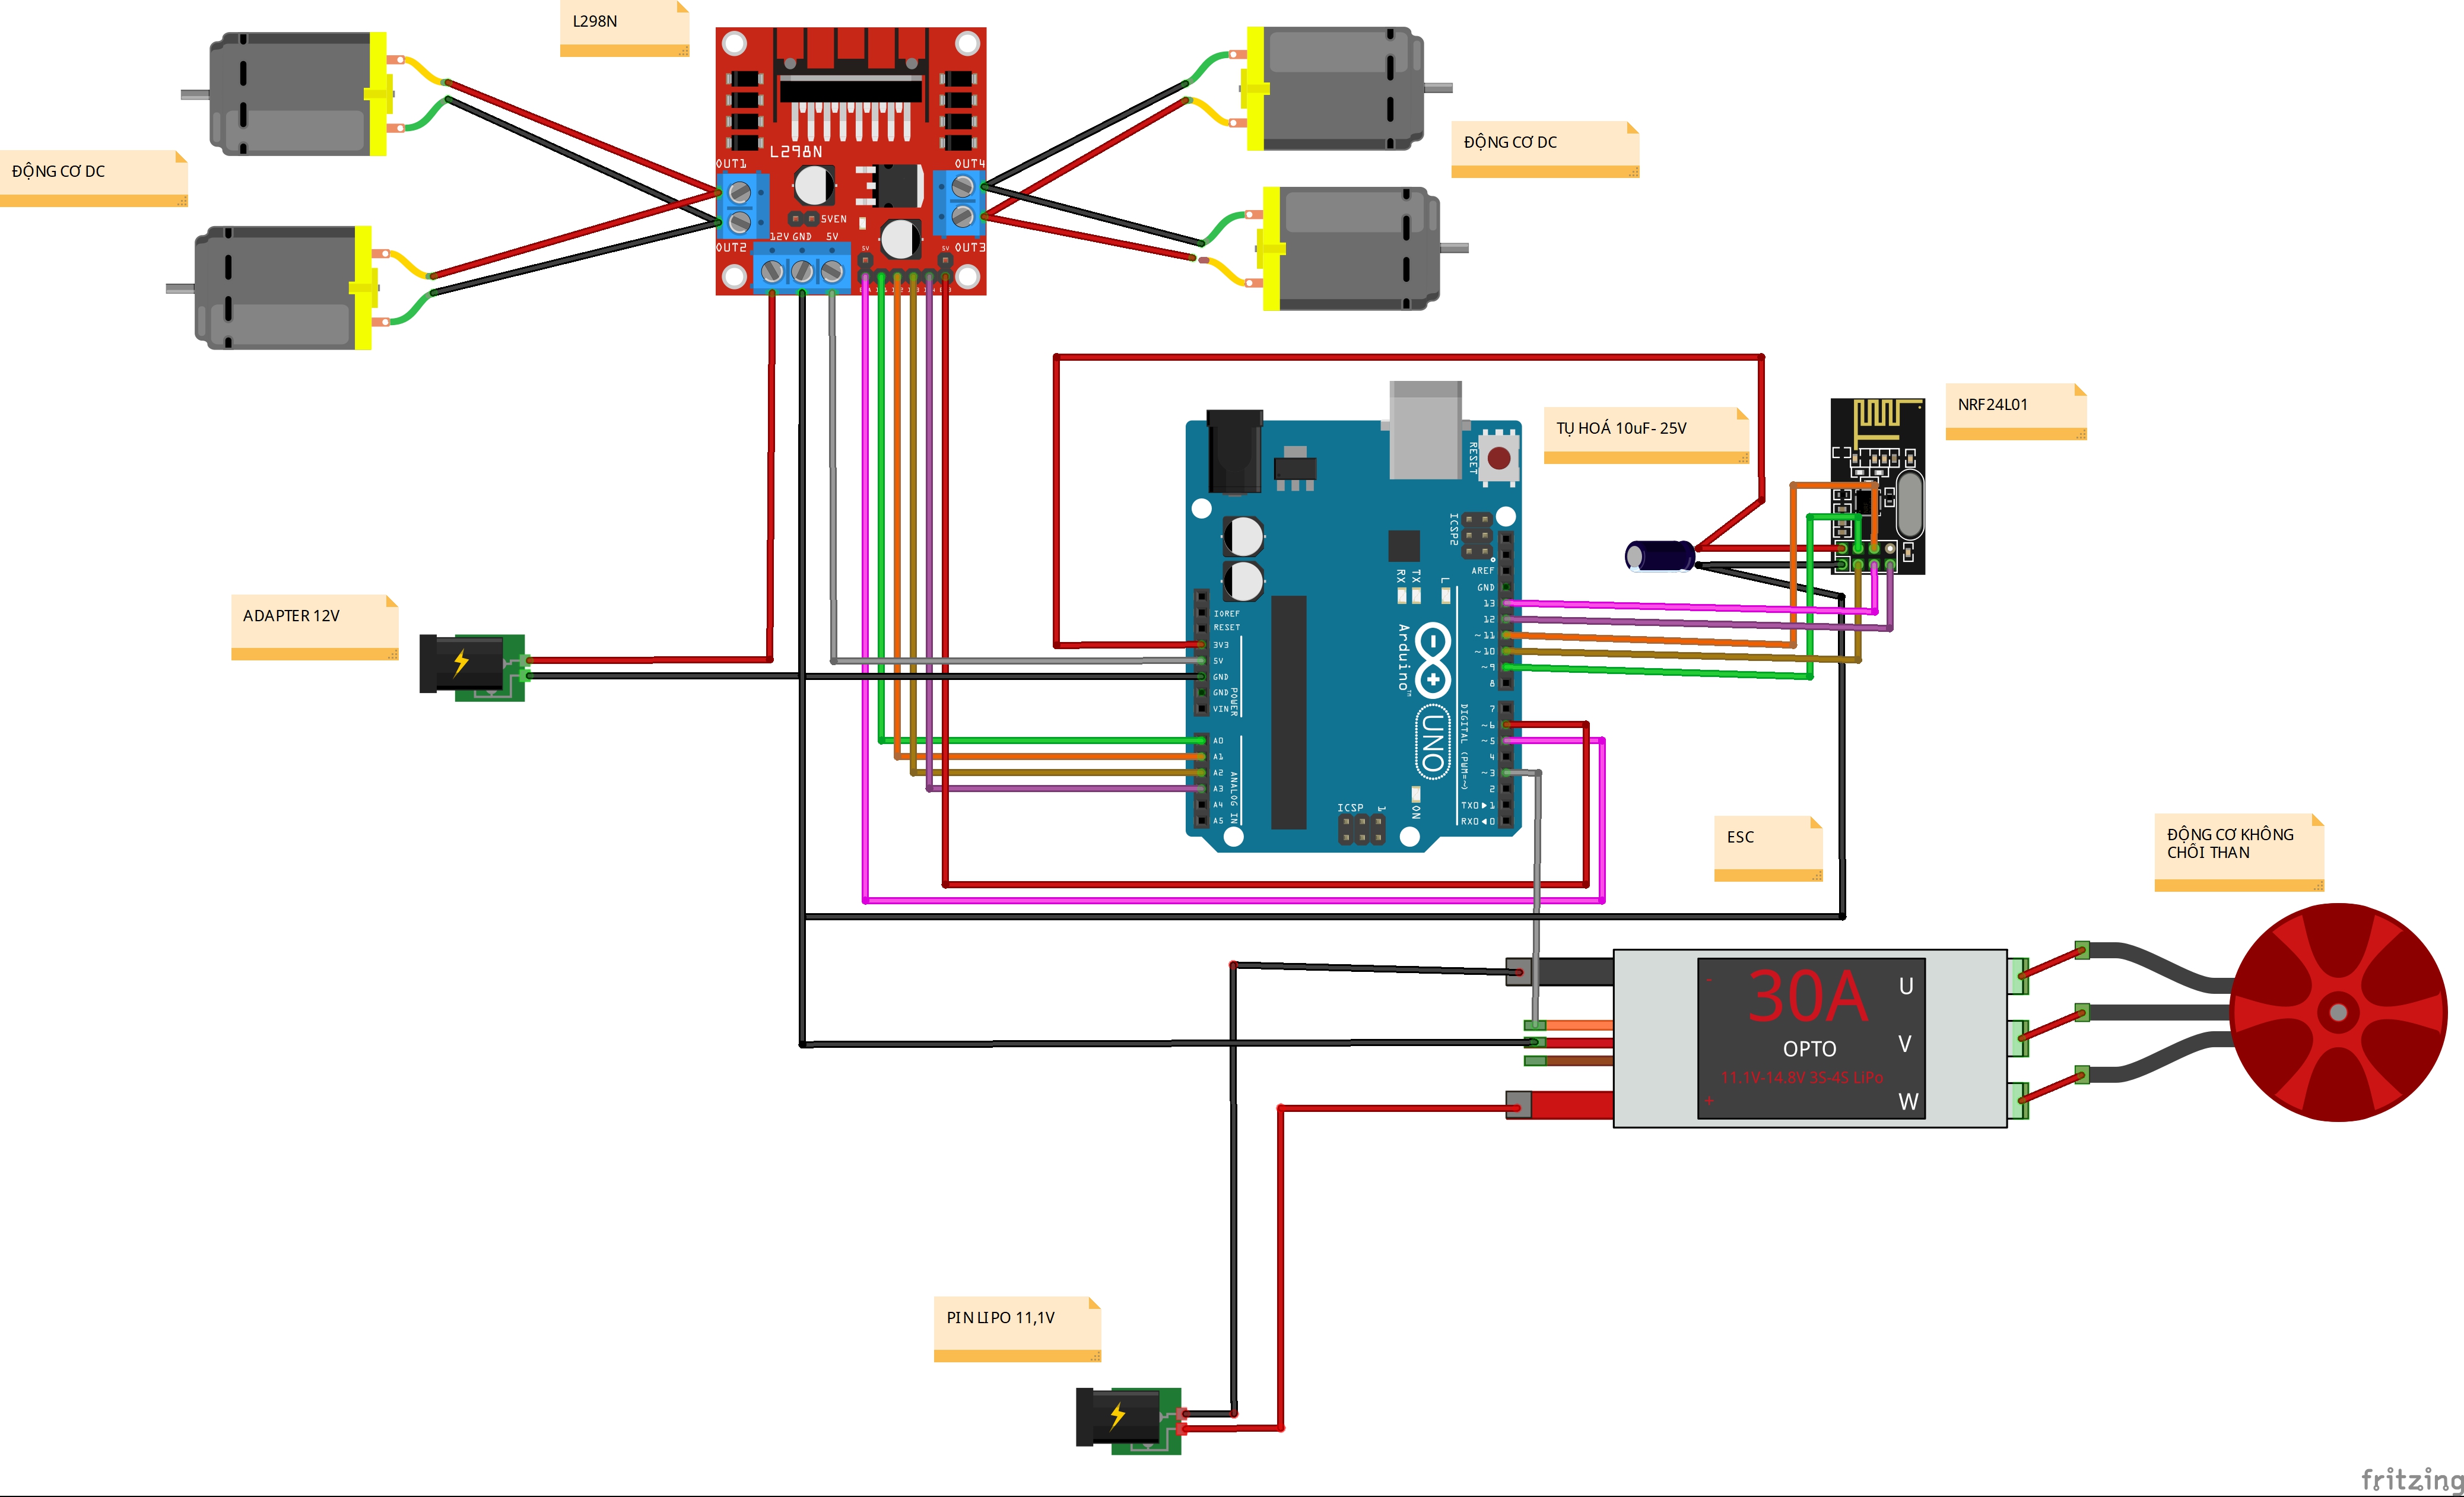 L298N
ĐỘNG CƠ DC
ĐỘNG CƠ DC
L298N
OUT1
OUT4
5VEN
OUT2
12V GND 5V
5V
5V
OUT3
TỤ HOÁ 10uF- 25V
NRF24L01
ADAPTER 12V
RESET
ICSP2
AREF
GND
13
12
~11
~10
~9
8
7
~6
~5
4
~3
2
TX0▶1
RX0◀0
IOREF
RESET
3V3
5V
GND
GND
VIN
POWER
A0
A1
A2
A3
A4
A5
ANALOG IN
RX
TX
L
Arduino™
UNO
DIGITAL (PWM=~)
ICSP
1
ON
ESC
ĐỘNG CƠ KHÔNG
CHỔI THAN
-
30A
OPTO
11.1V-14.8V 3S-4S LiPo
+
U
V
W
PIN LIPO 11,1V
fritzing